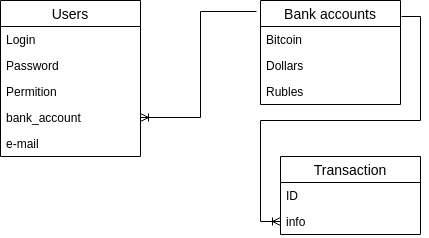 Users
Login
Password
Permition
bank_account
e-mail
Bank accounts
Bitcoin
Dollars
Rubles
Transaction
ID
info